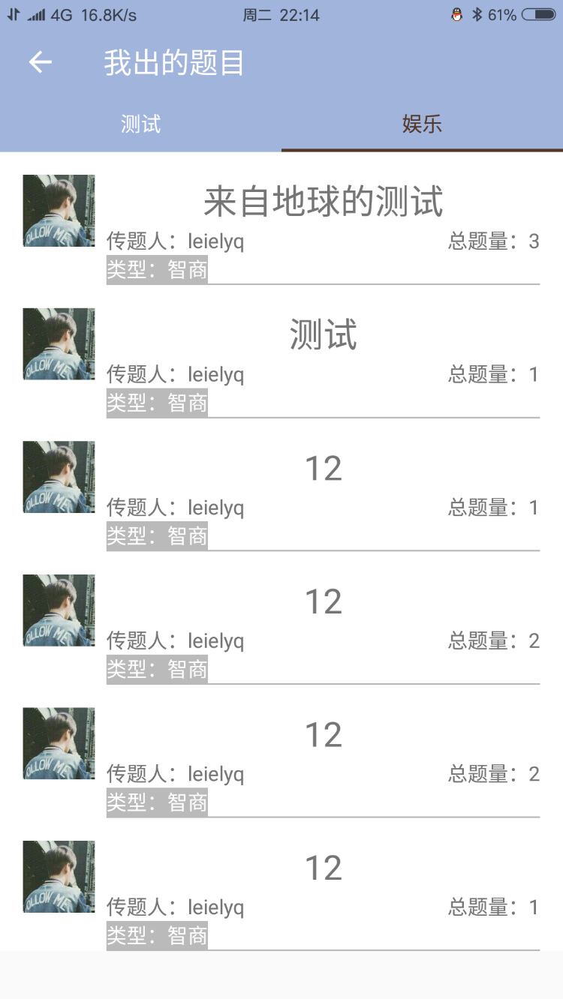 4G 16.8K/s 周二 22:14 61%
我出的题目
测试 娱乐
来自地球的测试
传题人：leielyq 总题量：3
类型：智商
测试
传题人：leielyq 总题量：1
类型：智商
12
传题人：leielyq 总题量：1
类型：智商
12
传题人：leielyq 总题量：2
类型：智商
12
传题人：leielyq 总题量：2
类型：智商
12
传题人：leielyq 总题量：1
类型：智商
OLLOW ME
OLLOW ME
OLLOW ME
OLLOW ME
OLLOW ME
OLLOW ME